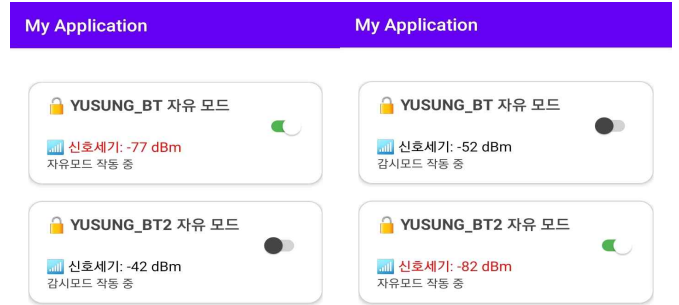 My Application
YUSUNG_BT 자유 모드
신호세기: -77 dBm
자유모드 작동 중
YUSUNG_BT2 자유 모드
신호세기: -42 dBm
감시모드 작동 중
My Application
YUSUNG_BT 자유 모드
신호세기: -52 dBm
감시모드 작동 중
YUSUNG_BT2 자유 모드
신호세기: -82 dBm
자유모드 작동 중